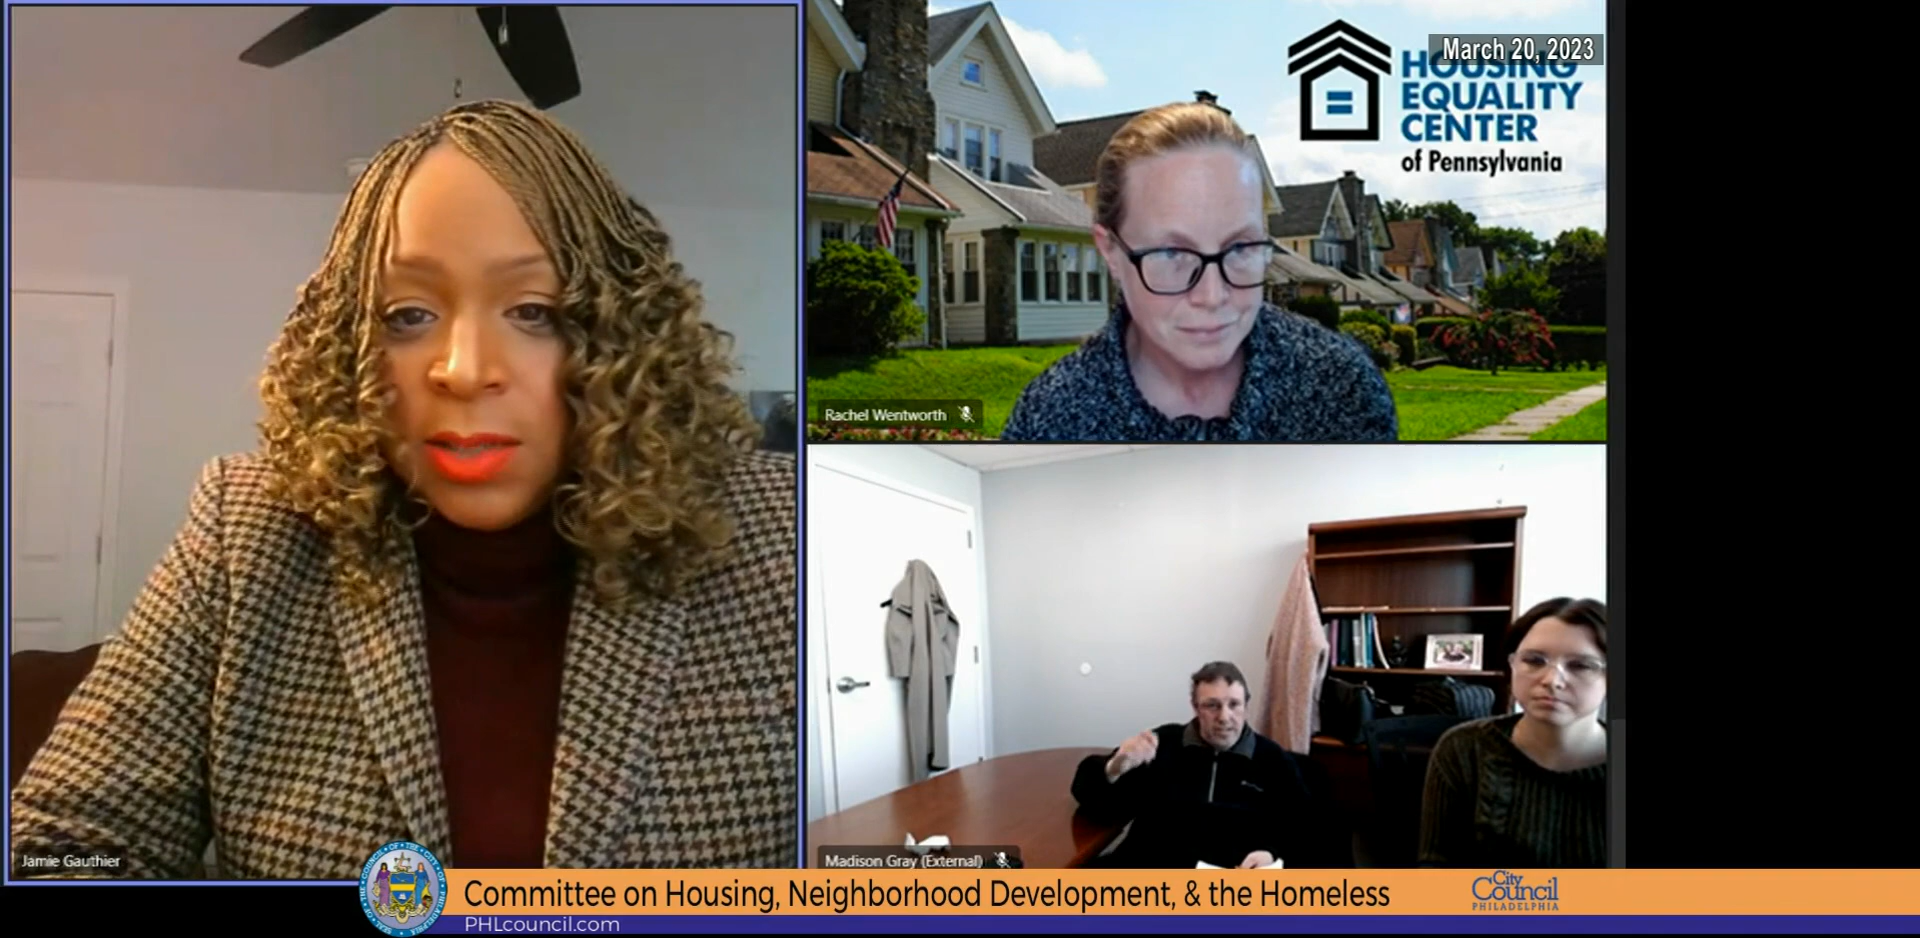 March 20, 2023
HOUSING
EQUALITY
CENTER
of Pennsylvania
Rachel Wentworth
Jamie Gauthier
Madison Gray (External)
Committee on Housing, Neighborhood Development, & the Homeless
City
Council
PHILADELPHIA
PHLcouncil.com